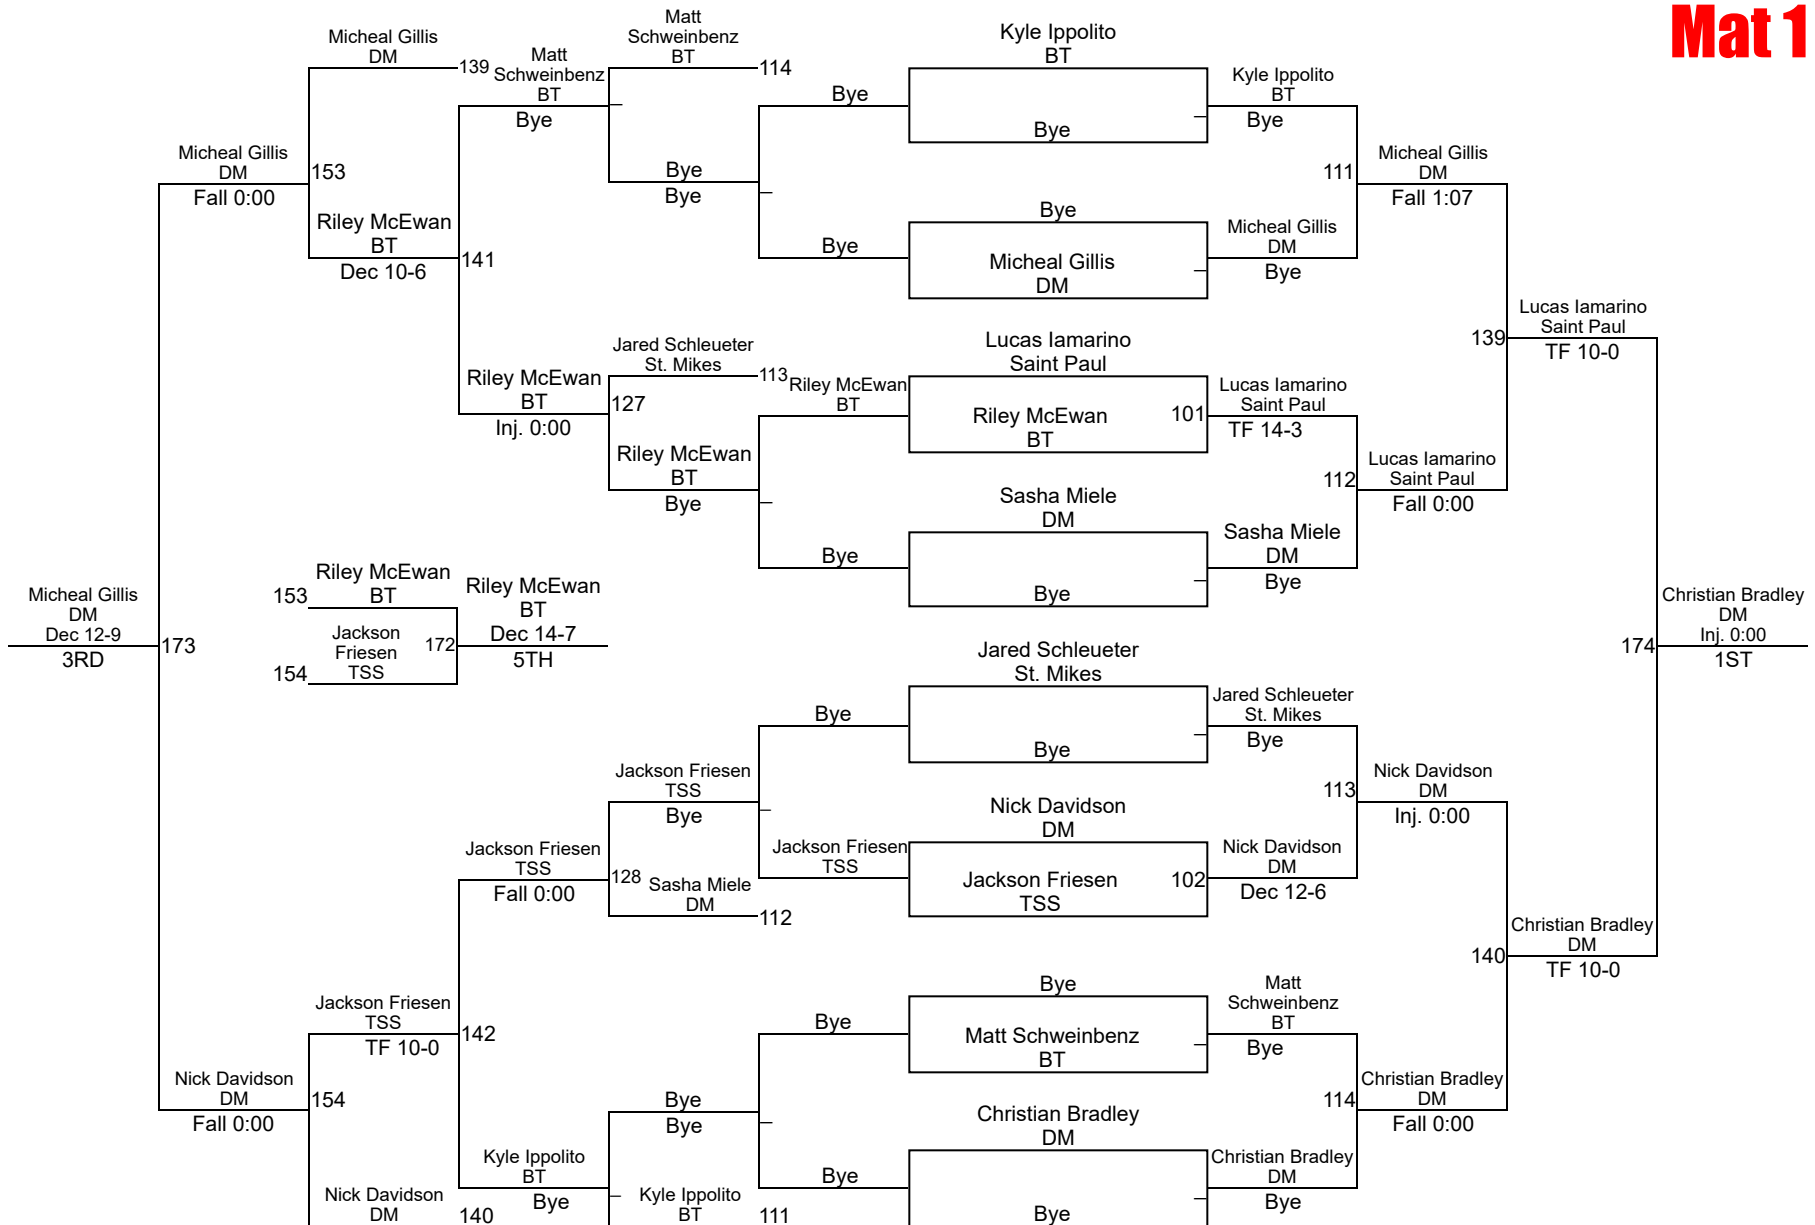 Mat 1
Micheal Gillis
DM
139
Matt
Schweinbenz
BT
Bye
Matt
Schweinbenz
BT
114
Bye
Kyle Ippolito
BT
Bye
Kyle Ippolito
BT
Bye
Micheal Gillis
DM
Fall 0:00
153
Riley McEwan
BT
Dec 10-6
141
Bye
Bye
Bye
Bye
Micheal Gillis
DM
Micheal Gillis
DM
Bye
111
Micheal Gillis
DM
Fall 1:07
Riley McEwan
BT
Inj. 0:00
Jared Schleueter
St. Mikes
113
127
Riley McEwan
BT
Bye
Riley McEwan
BT
Bye
Lucas Iamarino
Saint Paul
Riley McEwan
BT
101
Lucas Iamarino
Saint Paul
TF 14-3
Sasha Miele
DM
Bye
Sasha Miele
DM
Bye
112
Lucas Iamarino
Saint Paul
Fall 0:00
139
Lucas Iamarino
Saint Paul
TF 10-0
Micheal Gillis
DM
Dec 12-9
3RD
173
153
Riley McEwan
BT
154
Jackson
Friesen
TSS
172
Riley McEwan
BT
Dec 14-7
5TH
174
Christian Bradley
DM
Inj. 0:00
1ST
Bye
Jared Schleueter
St. Mikes
Bye
Jared Schleueter
St. Mikes
Bye
Jackson Friesen
TSS
Bye
Jackson Friesen
TSS
Nick Davidson
DM
Jackson Friesen
TSS
102
Nick Davidson
DM
Dec 12-6
113
Nick Davidson
DM
Inj. 0:00
Jackson Friesen
TSS
Fall 0:00
128
Sasha Miele
DM
112
140
Christian Bradley
DM
TF 10-0
Jackson Friesen
TSS
TF 10-0
142
Bye
Bye
Matt Schweinbenz
BT
Matt
Schweinbenz
BT
Bye
Nick Davidson
DM
Fall 0:00
154
Bye
Bye
Christian Bradley
DM
Bye
114
Christian Bradley
DM
Fall 0:00
Nick Davidson
DM
140
Kyle Ippolito
BT
Bye
Kyle Ippolito
BT
111
Bye
Christian Bradley
DM
Bye